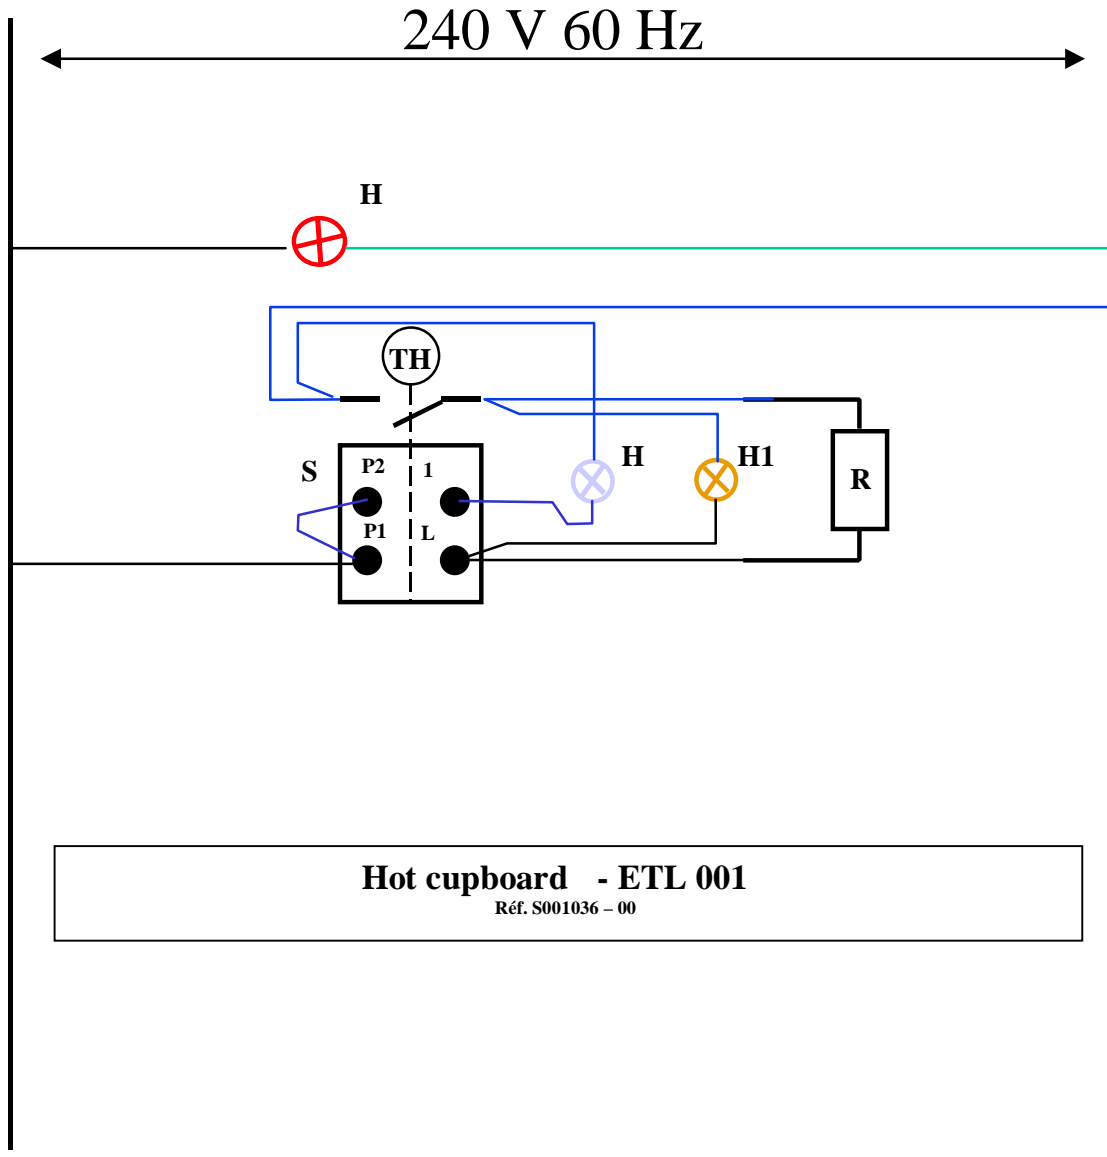 240 V 60 Hz
H
TH
S
P2
1
H
H1
R
P1
L
Hot cupboard - ETL 001
Réf. S001036 – 00